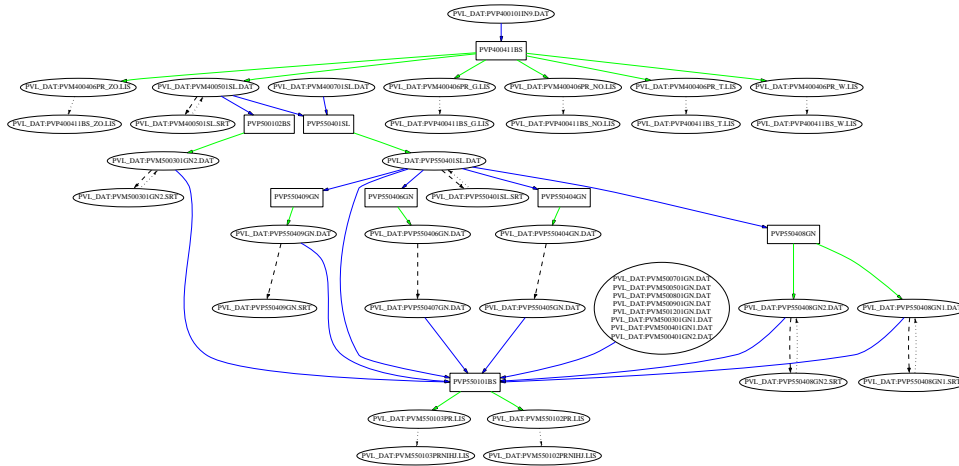 PVL_DAT:PVP400101IN9.DAT
PVP400411BS
PVL_DAT:PVM400406PR_ZO.LIS
PVL_DAT:PVM400501SL.DAT
PVL_DAT:PVM400701SL.DAT
PVL_DAT:PVM400406PR_G.LIS
PVL_DAT:PVM400406PR_NO.LIS
PVL_DAT:PVM400406PR_T.LIS
PVL_DAT:PVM400406PR_W.LIS
PVL_DAT:PVP400411BS_ZO.LIS
PVL_DAT:PVM400501SL.SRT
PVP500102BS
PVP550401SL
PVL_DAT:PVP400411BS_G.LIS
PVL_DAT:PVP400411BS_NO.LIS
PVL_DAT:PVP400411BS_T.LIS
PVL_DAT:PVP400411BS_W.LIS
PVL_DAT:PVM500301GN2.DAT
PVL_DAT:PVP550401SL.DAT
PVL_DAT:PVM500301GN2.SRT
PVP550409GN
PVP550406GN
PVL_DAT:PVP550401SL.SRT
PVP550404GN
PVL_DAT:PVP550409GN.DAT
PVL_DAT:PVP550406GN.DAT
PVL_DAT:PVP550404GN.DAT
PVP550408GN
PVL_DAT:PVP550409GN.SRT
PVL_DAT:PVP550407GN.DAT
PVL_DAT:PVP550405GN.DAT
PVL_DAT:PVM500701GN.DAT
PVL_DAT:PVM500501GN.DAT
PVL_DAT:PVM500801GN.DAT
PVL_DAT:PVM500901GN.DAT
PVL_DAT:PVM501201GN.DAT
PVL_DAT:PVM500301GN1.DAT
PVL_DAT:PVM500401GN1.DAT
PVL_DAT:PVM500401GN2.DAT
PVL_DAT:PVP550408GN2.DAT
PVL_DAT:PVP550408GN1.DAT
PVP550101BS
PVL_DAT:PVP550408GN2.SRT
PVL_DAT:PVP550408GN1.SRT
PVL_DAT:PVM550103PR.LIS
PVL_DAT:PVM550102PR.LIS
PVL_DAT:PVM550103PRNIHJ.LIS
PVL_DAT:PVM550102PRNIHJ.LIS